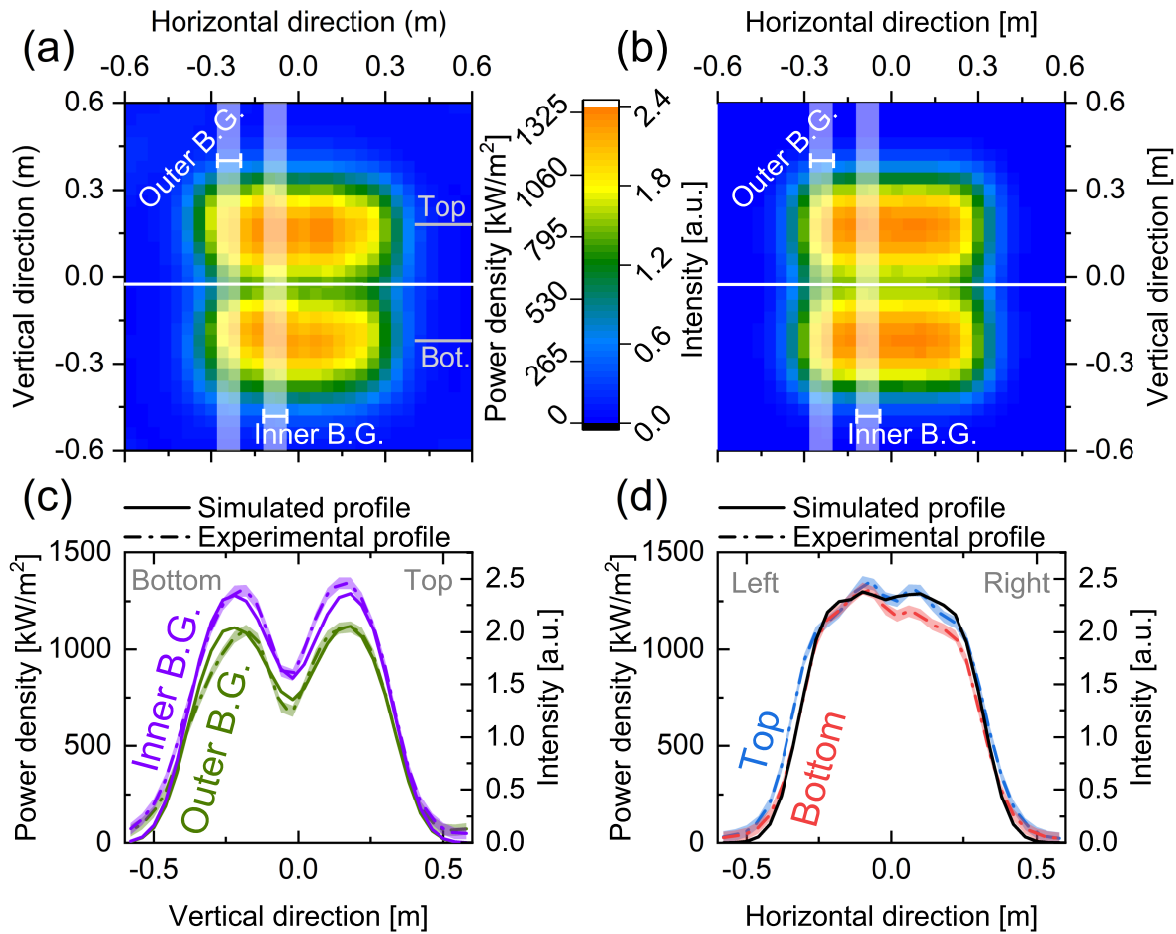 Horizontal direction (m)
(a)
-0.6 -0.3 0.0 0.3 0.6
Vertical direction (m)
0.6
0.3
0.0
-0.3
-0.6
Outer B.G.
Top
Bot.
Inner B.G.
Power density [kW/m²]
1325
1060
795
530
265
0
2.4
1.8
1.2
0.6
0.0
Intensity [a.u.]
Horizontal direction [m]
(b)
-0.6 -0.3 0.0 0.3 0.6
Outer B.G.
Inner B.G.
0.6
0.3
0.0
-0.3
-0.6
Vertical direction [m]
(c)
Simulated profile
Experimental profile
Power density [kW/m²]
1500
1000
500
0
Bottom Top
Inner B.G.
Outer B.G.
2.5
2.0
1.5
1.0
0.5
0.0
Intensity [a.u.]
-0.5 0.0 0.5
Vertical direction [m]
(d)
Simulated profile
Experimental profile
Power density [kW/m²]
1500
1000
500
0
Left Right
Top
Bottom
2.5
2.0
1.5
1.0
0.5
0.0
Intensity [a.u.]
-0.5 0.0 0.5
Horizontal direction [m]